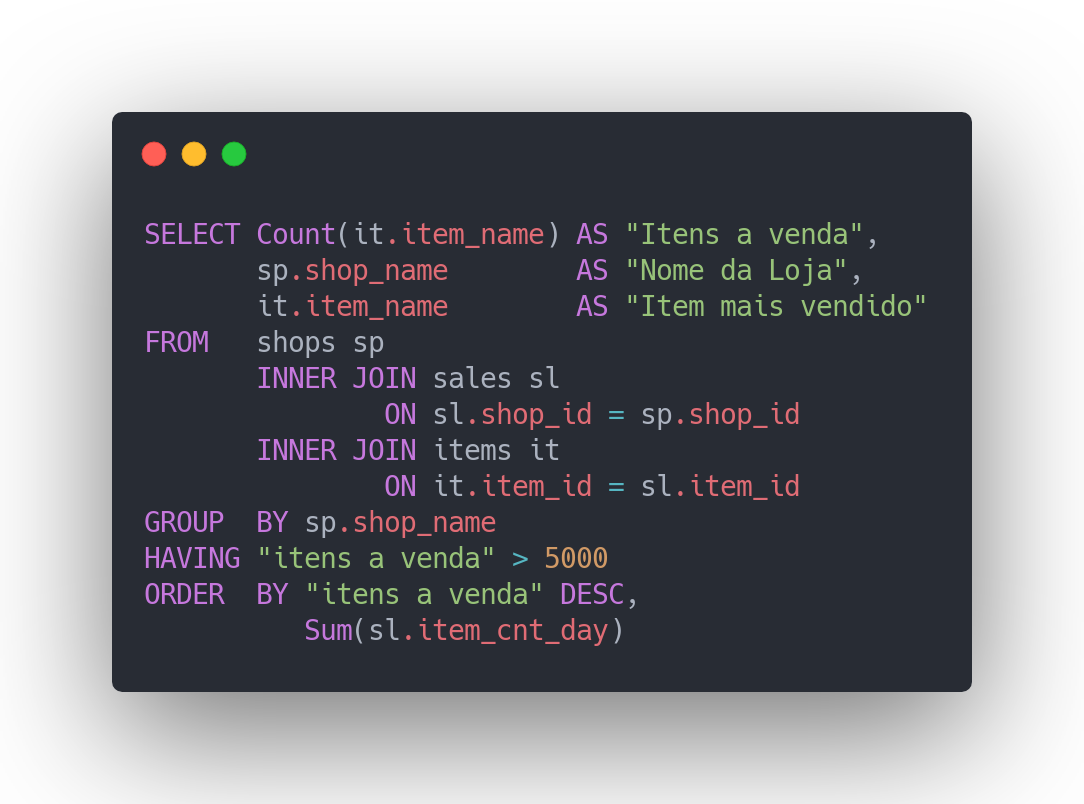 SELECT Count(it.item_name) AS "Itens a venda",
       sp.shop_name        AS "Nome da Loja",
       it.item_name        AS "Item mais vendido"
FROM   shops sp
       INNER JOIN sales sl
               ON sl.shop_id = sp.shop_id
       INNER JOIN items it
               ON it.item_id = sl.item_id
GROUP  BY sp.shop_name
HAVING "itens a venda" > 5000
ORDER  BY "itens a venda" DESC,
          Sum(sl.item_cnt_day)